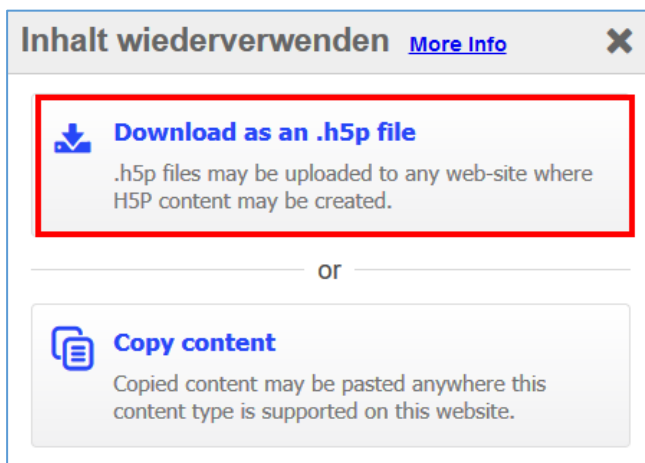 Inhalt wiederverwenden More Info
Download as an .h5p file
.h5p files may be uploaded to any web-site where
H5P content may be created.
or
Copy content
Copied content may be pasted anywhere this
content type is supported on this website.